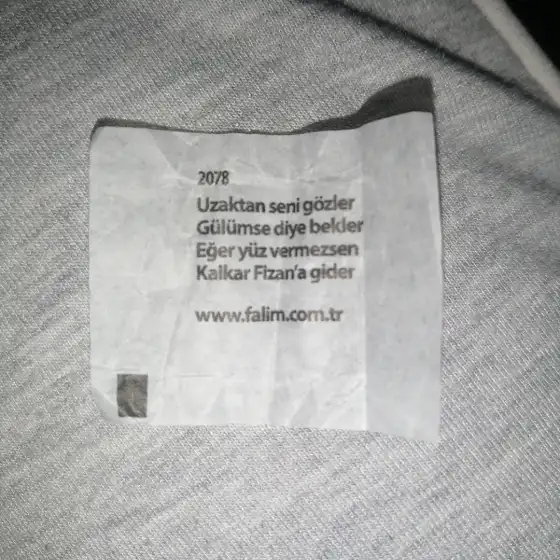 2078
Uzaktan seni gözler
Gülümse diye bekler
Eğer yüz vermezsen
Kalkar Fizan'a gider
www.falim.com.tr